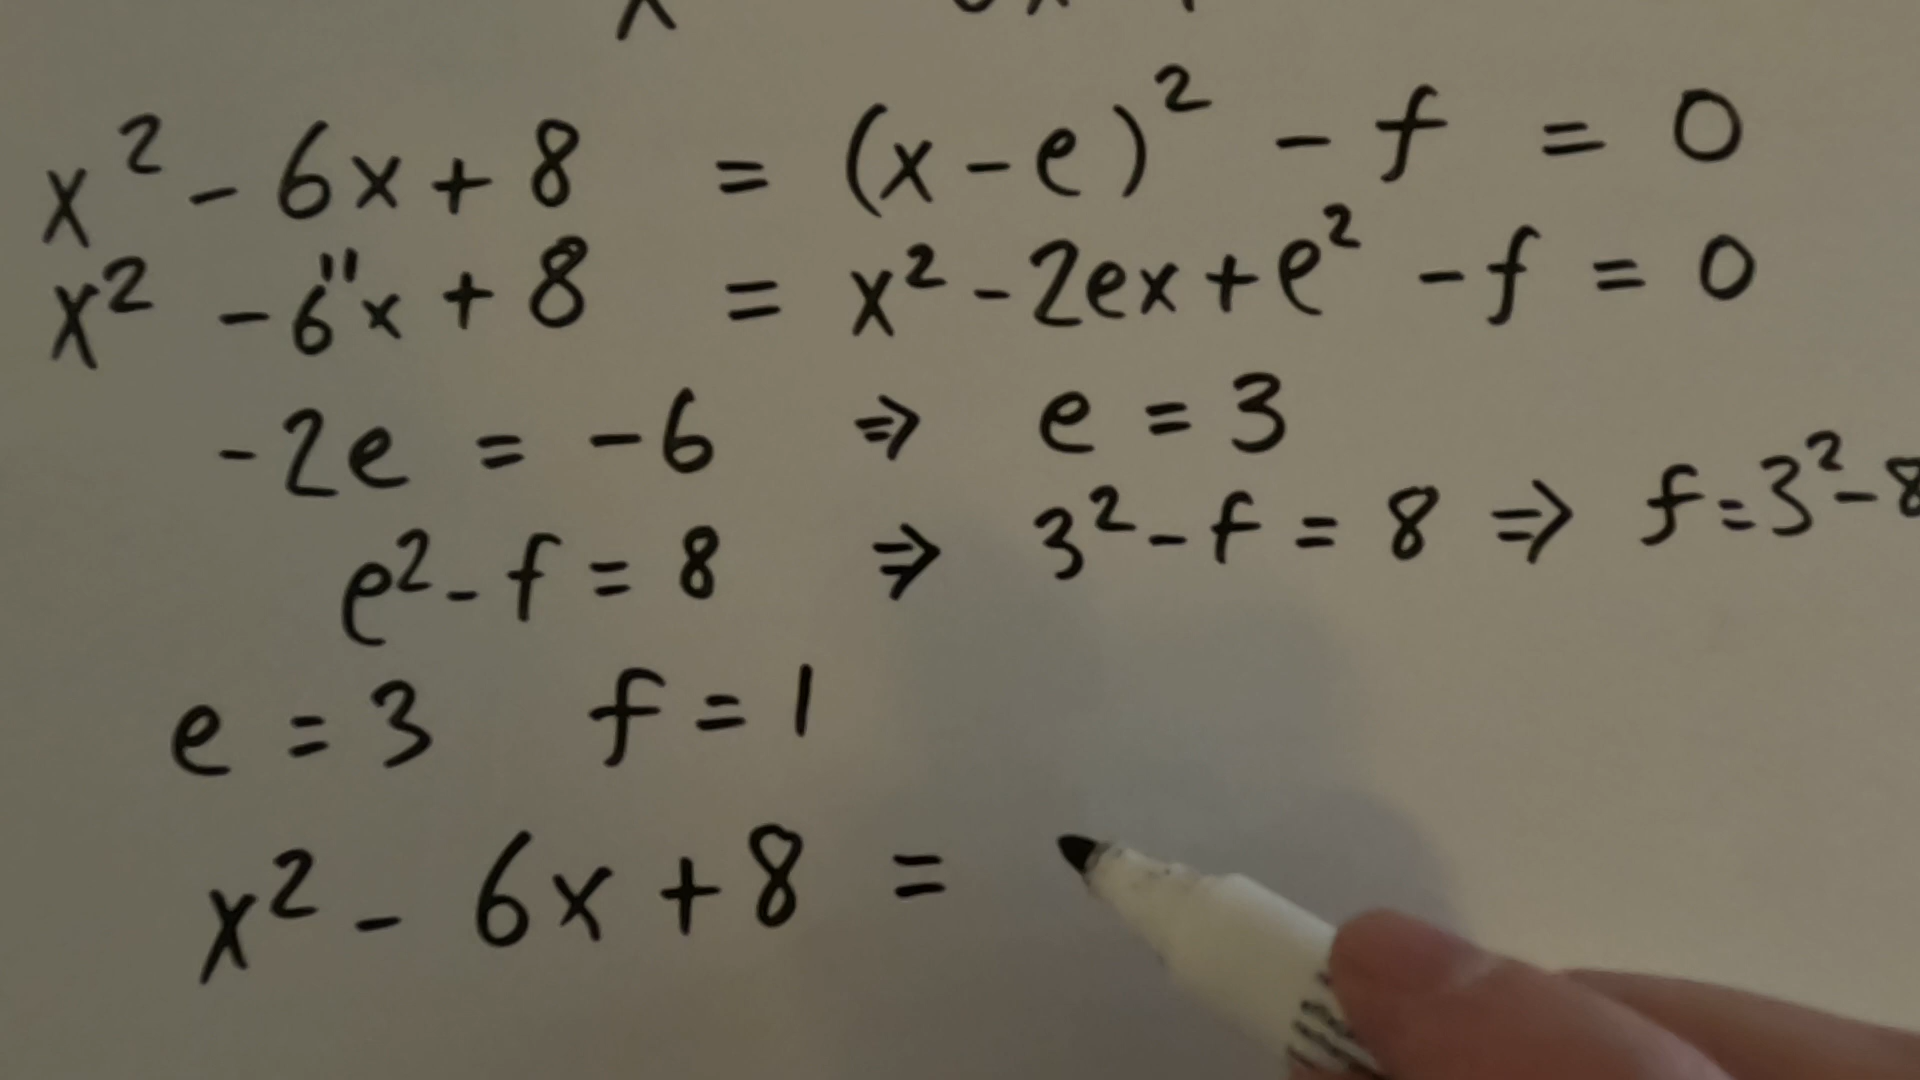 x² - 6x + 8 = (x - e)² - f = 0
x² - 6"x + 8 = x² - 2ex + e² - f = 0
-2e = -6 ⇒ e = 3
e² - f = 8 ⇒ 3² - f = 8 ⇒ f = 3² - 8
e = 3 f = 1
x² - 6x + 8 =